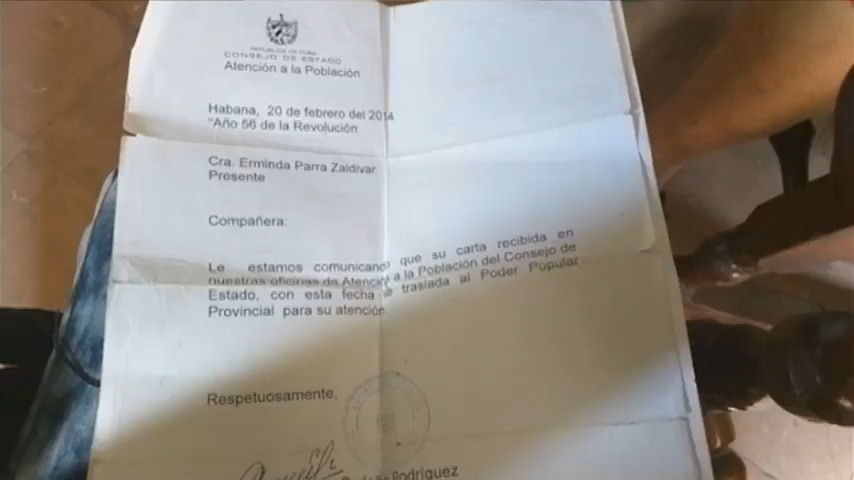 REPUBLICA DE CUBA
CONSEJO DE ESTADO
Atención a la Población
Habana, 20 de febrero del 2014
"Año 56 de la Revolución
Cra. Erminda Parra Zaldivar
Presente
Compañera:
Le estamos comunicano que su carta recibida en
nuestras oficinas de Atención a la Población del Consejo de
Estado, con esta fecha se traslada al Poder Popular
Provincial para su atención
Respetuosamente,
Rodríguez